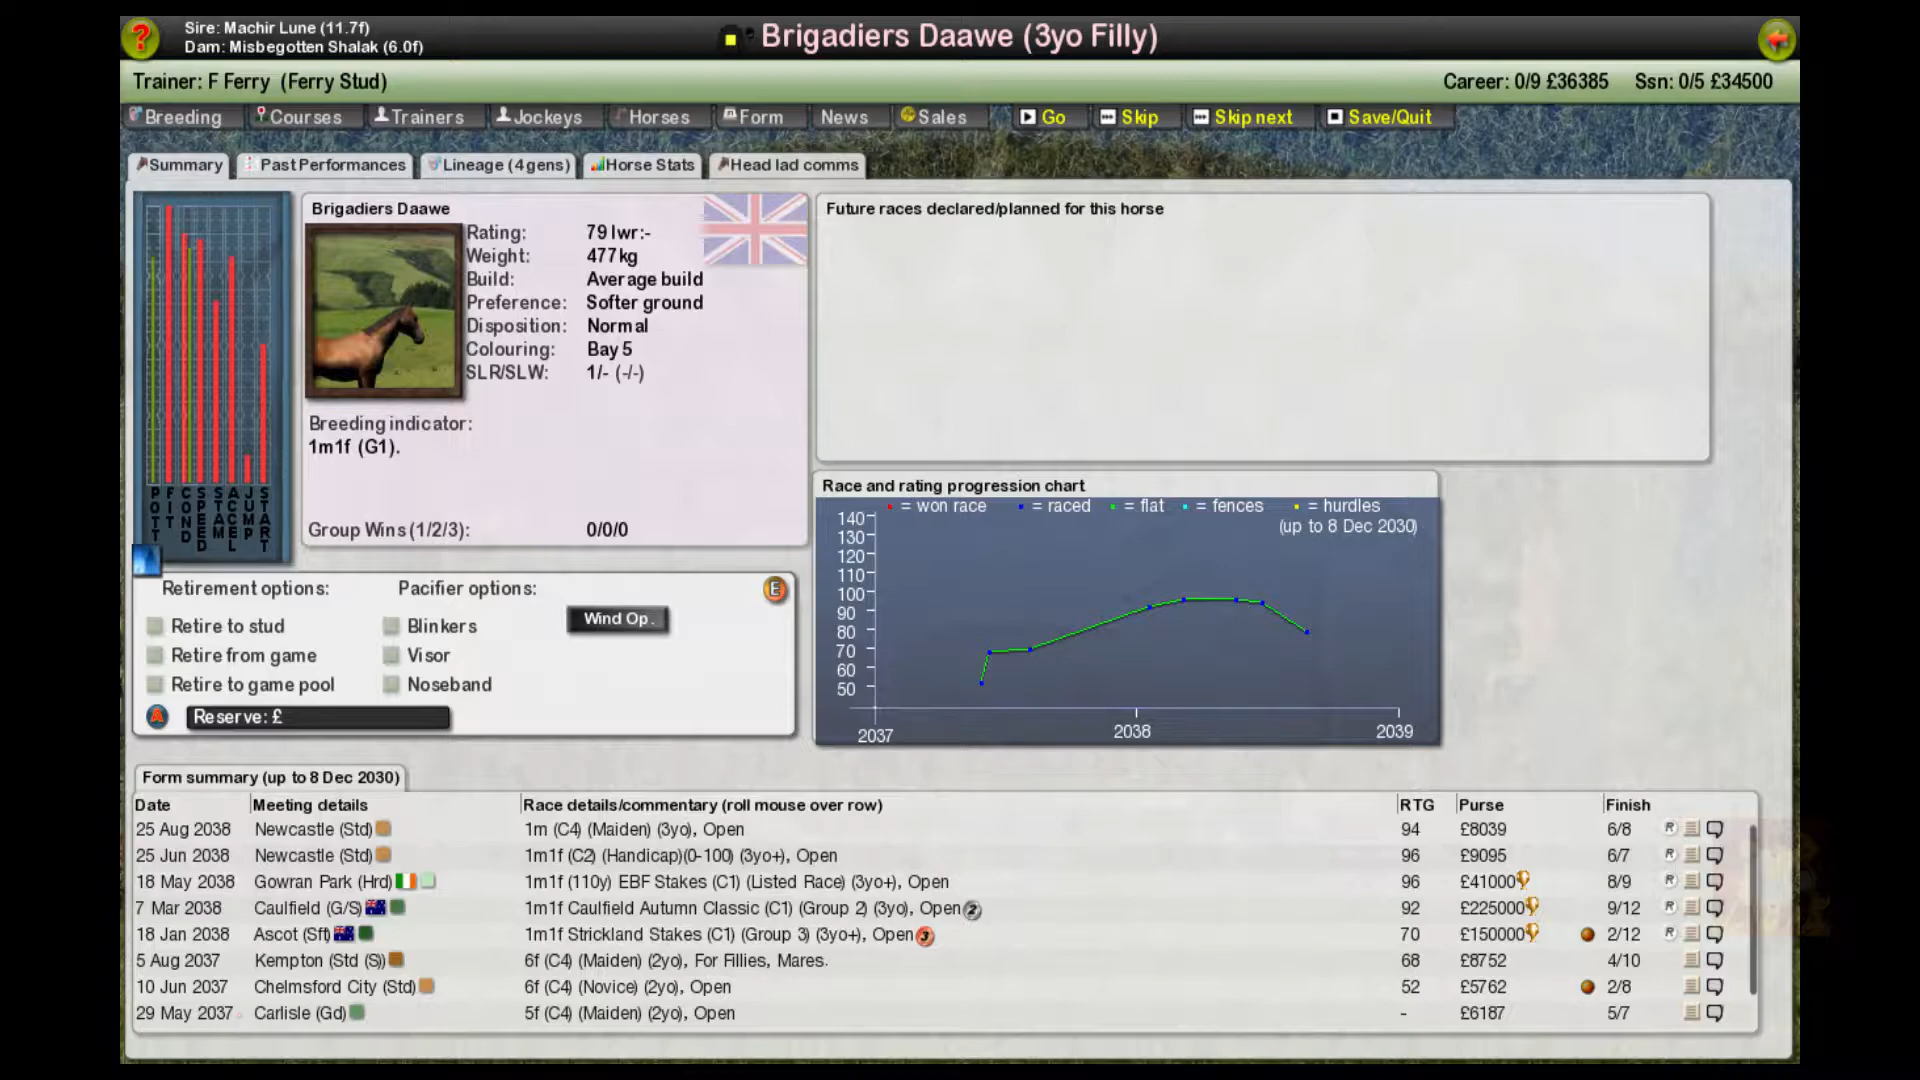 Sire: Machir Lune (11.7f)
Dam: Misbegotten Shalak (6.0f)
Brigadiers Daawe (3yo Filly)
Trainer: F Ferry (Ferry Stud)
Career: 0/9 £36385 Ssn: 0/5 £34500
Breeding Courses Trainers Jockeys Horses Form News Sales Go Skip Skip next Save/Quit
Summary Past Performances Lineage (4gens) Horse Stats Head lad comms
POTT FIT COND SPEED STAM ACCEL JUMP START
Brigadiers Daawe
Rating: 79 lwr:-
Weight: 477kg
Build: Average build
Preference: Softer ground
Disposition: Normal
Colouring: Bay 5
SLR/SLW: 1/- (-/-)
Breeding indicator:
1m1f (G1).
Group Wins (1/2/3): 0/0/0
Future races declared/planned for this horse
Retirement options: Pacifier options: E
Wind Op.
Retire to stud Blinkers
Retire from game Visor
Retire to game pool Noseband
A Reserve: £
Race and rating progression chart
= won race = raced = flat = fences = hurdles
(up to 8 Dec 2030)
140
130
120
110
100
90
80
70
60
50
2037 2038 2039
Form summary (up to 8 Dec 2030)
Date Meeting details Race details/commentary (roll mouse over row) RTG Purse Finish
25 Aug 2038 Newcastle (Std) 1m (C4) (Maiden) (3yo), Open 94 £8039 6/8 R
25 Jun 2038 Newcastle (Std) 1m1f (C2) (Handicap)(0-100) (3yo+), Open 96 £9095 6/7 R
18 May 2038 Gowran Park (Hrd) 1m1f (110y) EBF Stakes (C1) (Listed Race) (3yo+), Open 96 £41000 8/9 R
7 Mar 2038 Caulfield (G/S) 1m1f Caulfield Autumn Classic (C1) (Group 2) (3yo), Open 2 92 £225000 9/12 R
18 Jan 2038 Ascot (Sft) 1m1f Strickland Stakes (C1) (Group 3) (3yo+), Open 3 70 £150000 2/12 R
5 Aug 2037 Kempton (Std (S)) 6f (C4) (Maiden) (2yo), For Fillies, Mares. 68 £8752 4/10
10 Jun 2037 Chelmsford City (Std) 6f (C4) (Novice) (2yo), Open 52 £5762 2/8
29 May 2037 Carlisle (Gd) 5f (C4) (Maiden) (2yo), Open - £6187 5/7